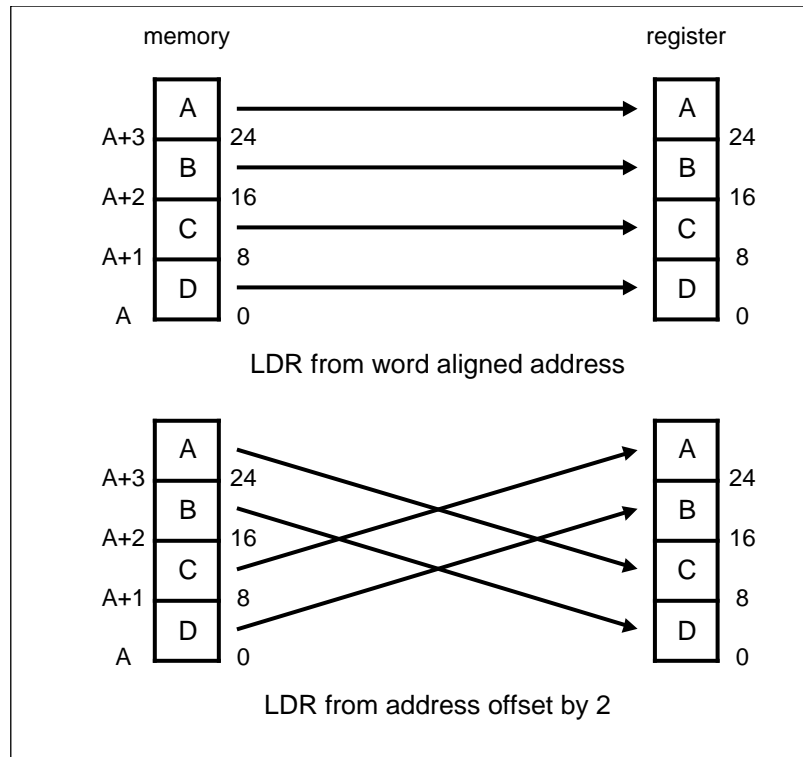 memory register
A A
A+3 24 24
B B
A+2 16 16
C C
A+1 8 8
D D
A 0 0
LDR from word aligned address
A A
A+3 24 24
B B
A+2 16 16
C C
A+1 8 8
D D
A 0 0
LDR from address offset by 2